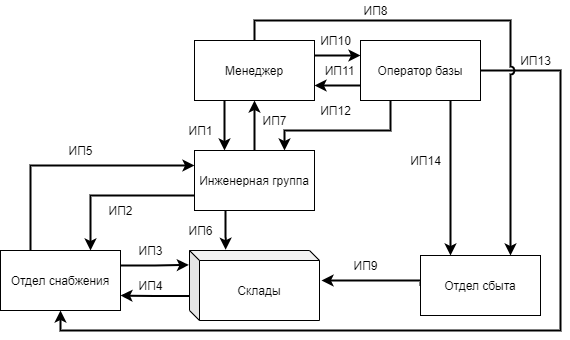 ИП8
ИП10
ИП13
Менеджер
ИП11
Оператор базы
ИП12
ИП7
ИП1
ИП5
ИП14
Инженерная группа
ИП2
ИП6
ИП3
ИП9
Отдел снабжения
ИП4
Склады
Отдел сбыта